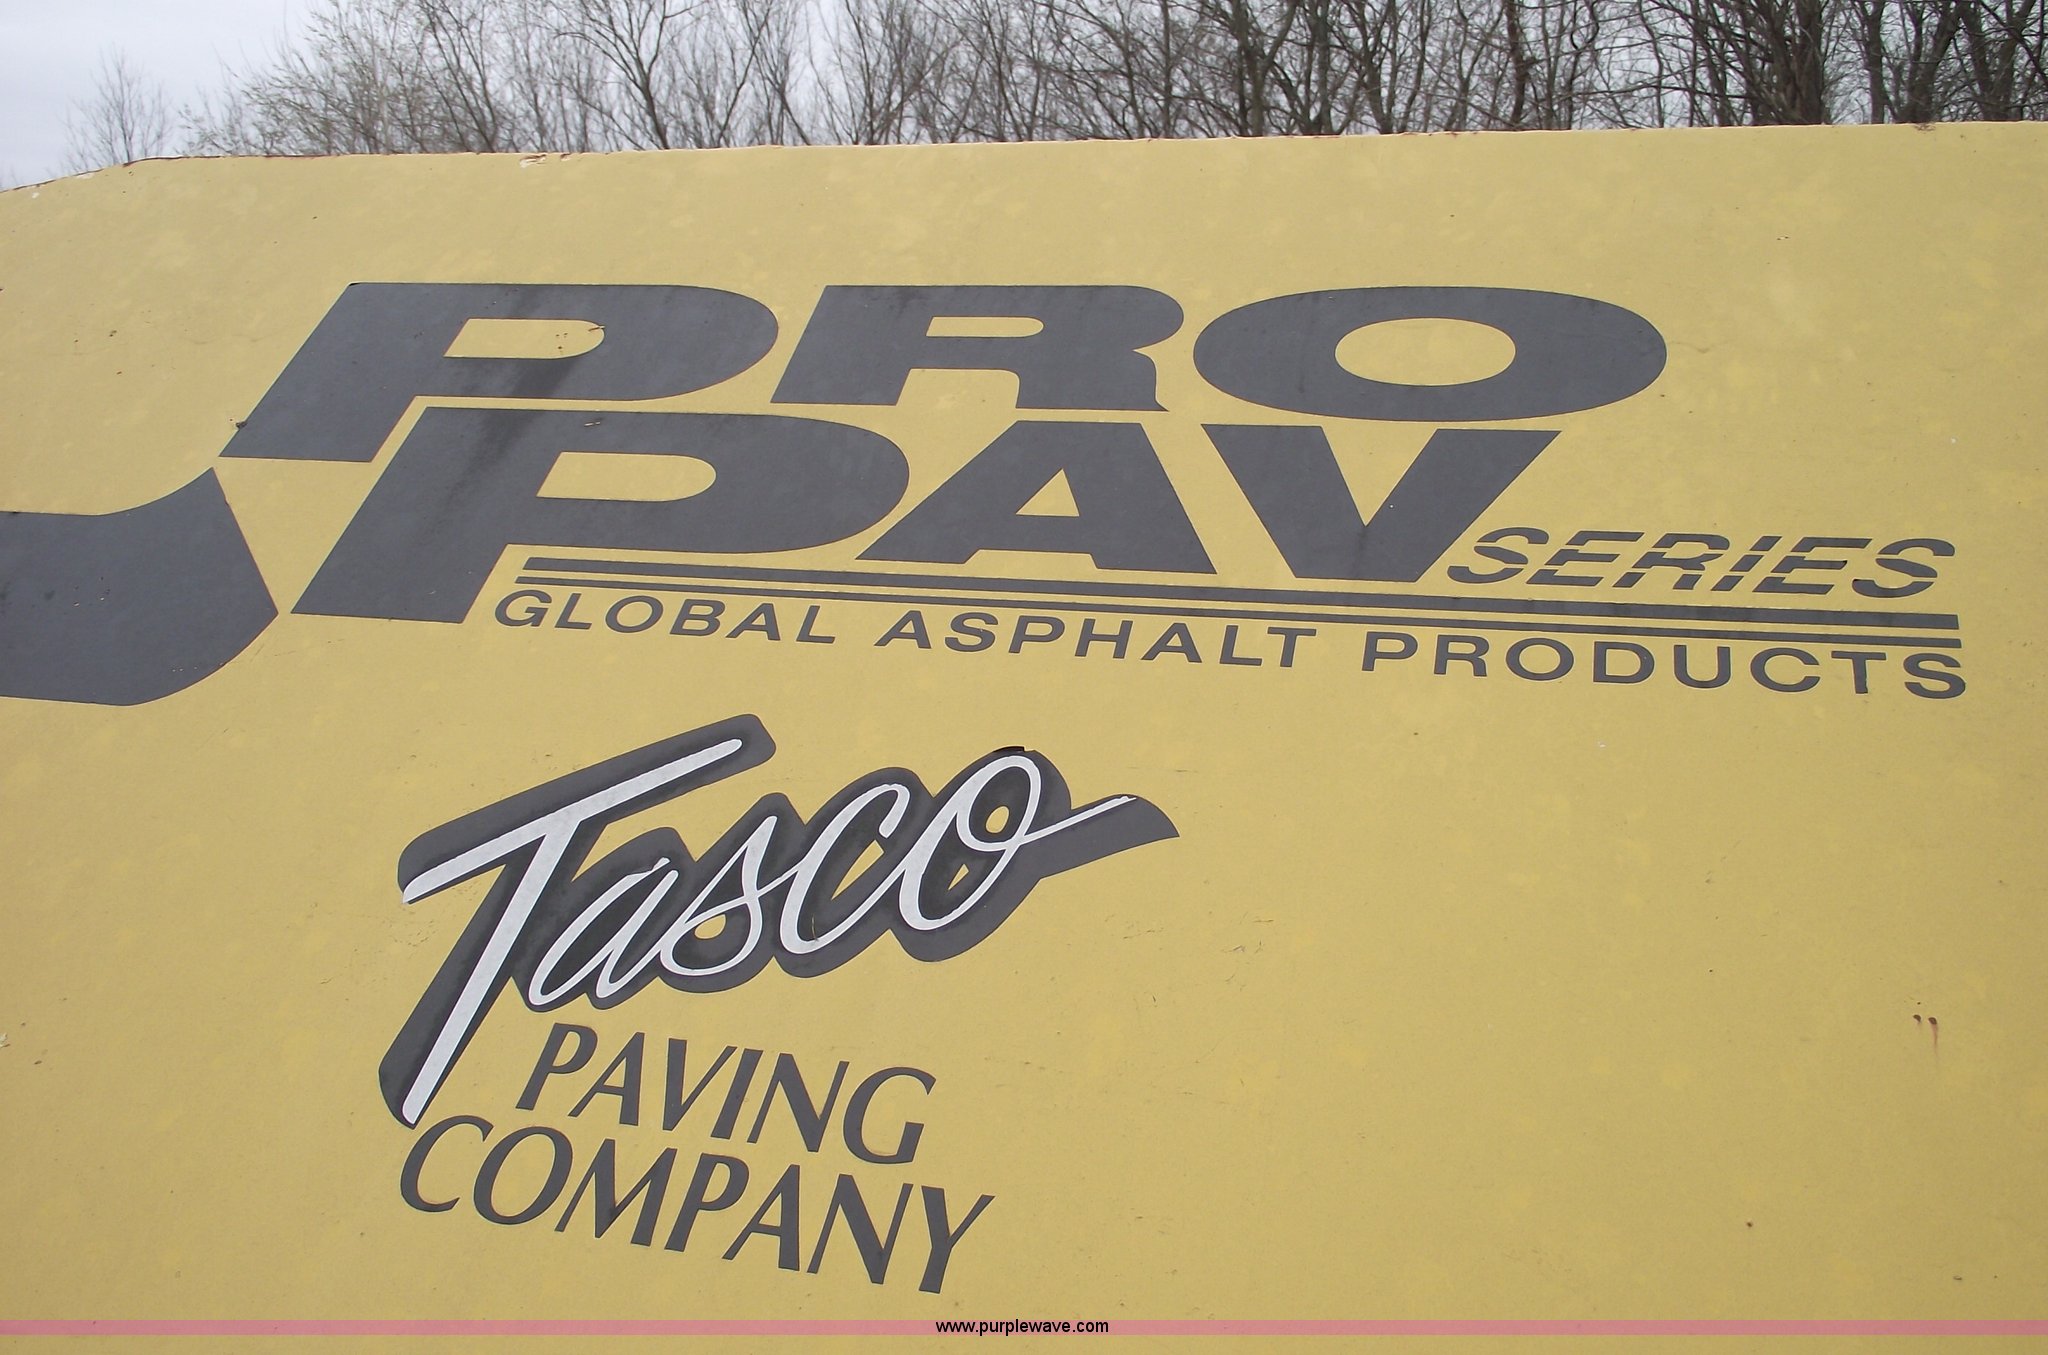 PRO
PAV SERIES
GLOBAL ASPHALT PRODUCTS
Tasco
PAVING
COMPANY
www.purplewave.com